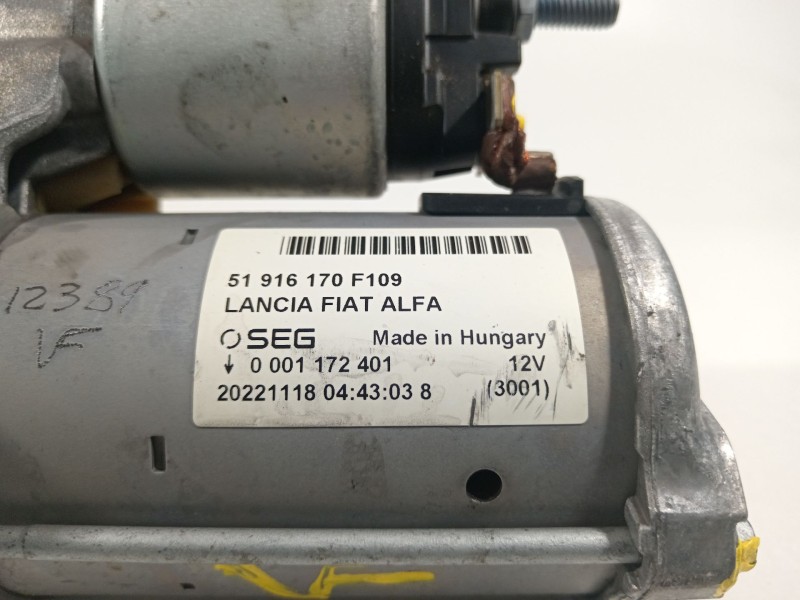 51 916 170 F109
LANCIA FIAT ALFA
SEG Made in Hungary
0 001 172 401 12V
20221118 04:43:03 8 (3001)
12389
VF